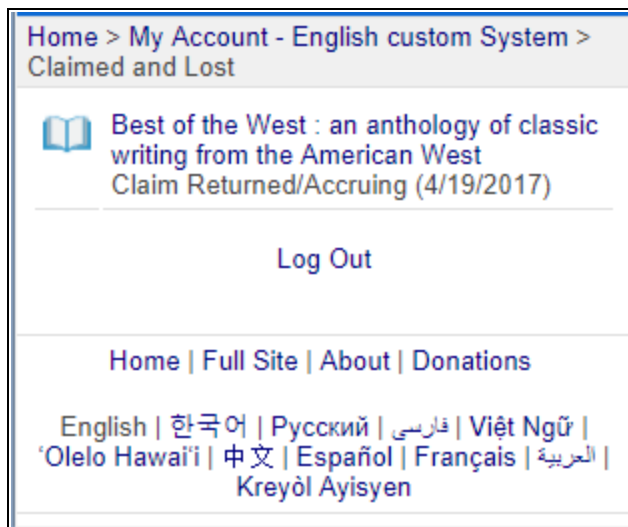 Home > My Account - English custom System >
Claimed and Lost
Best of the West : an anthology of classic
writing from the American West
Claim Returned/Accruing (4/19/2017)
Log Out
Home | Full Site | About | Donations
English | 한국어 | Русский | فارسی | Việt Ngữ |
'Olelo Hawai'i | 中文 | Español | Français | العربية |
Kreyòl Ayisyen